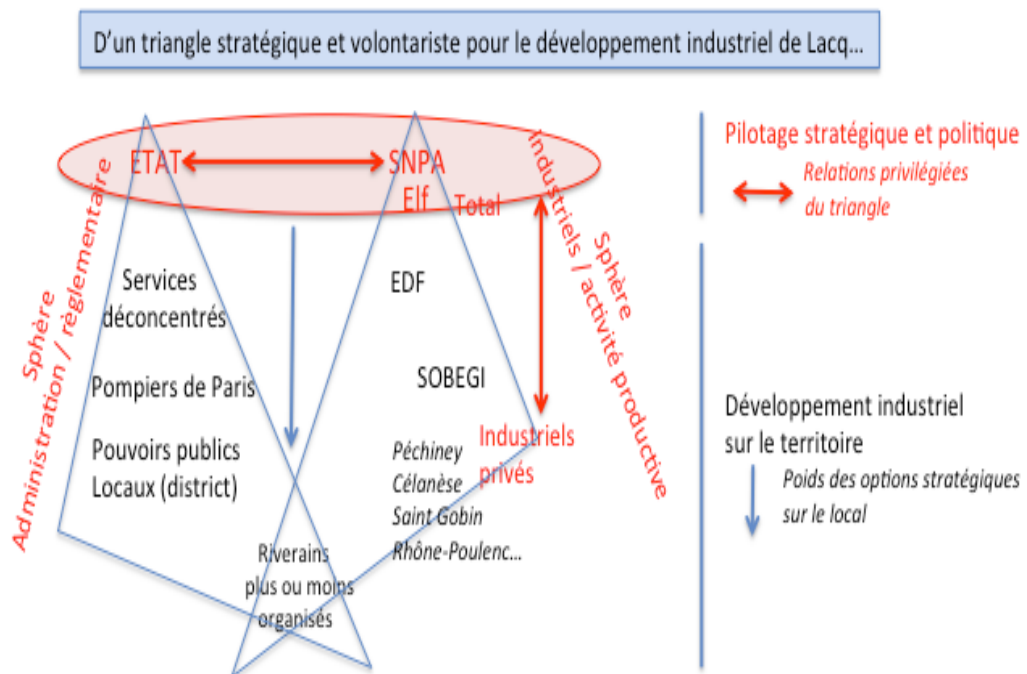 D'un triangle stratégique et volontariste pour le développement industriel de Lacq...
ETAT
SNPA
Elf
Total
Sphère
Administration / règlementaire
Sphère
Industriels / activité productive
Services
déconcentrés
Pompiers de Paris
Pouvoirs publics
Locaux (district)
EDF
SOBEGI
Industriels
privés
Péchiney
Célanèse
Saint Gobin
Rhône-Poulenc...
Riverains
plus ou moins
organisés
Pilotage stratégique et politique
Relations privilégiées
du triangle
Développement industriel
sur le territoire
Poids des options stratégiques
sur le local